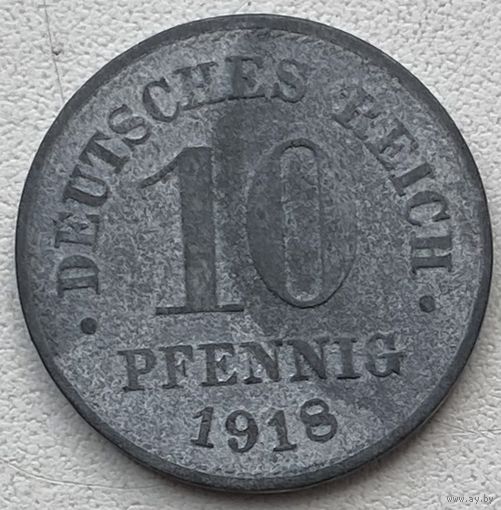 DEUTSCHES REICH
10
PFENNIG
1918
www.ay.by